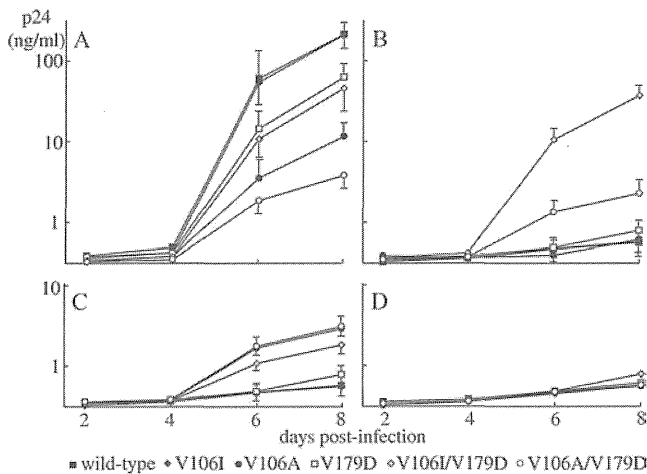 p24
(ng/ml)
A
B
100
10
1
C
D
10
1
2
4
6
8
2
4
6
8
days post-infection
wild-type V106I V106A V179D V106I/V179D V106A/V179D